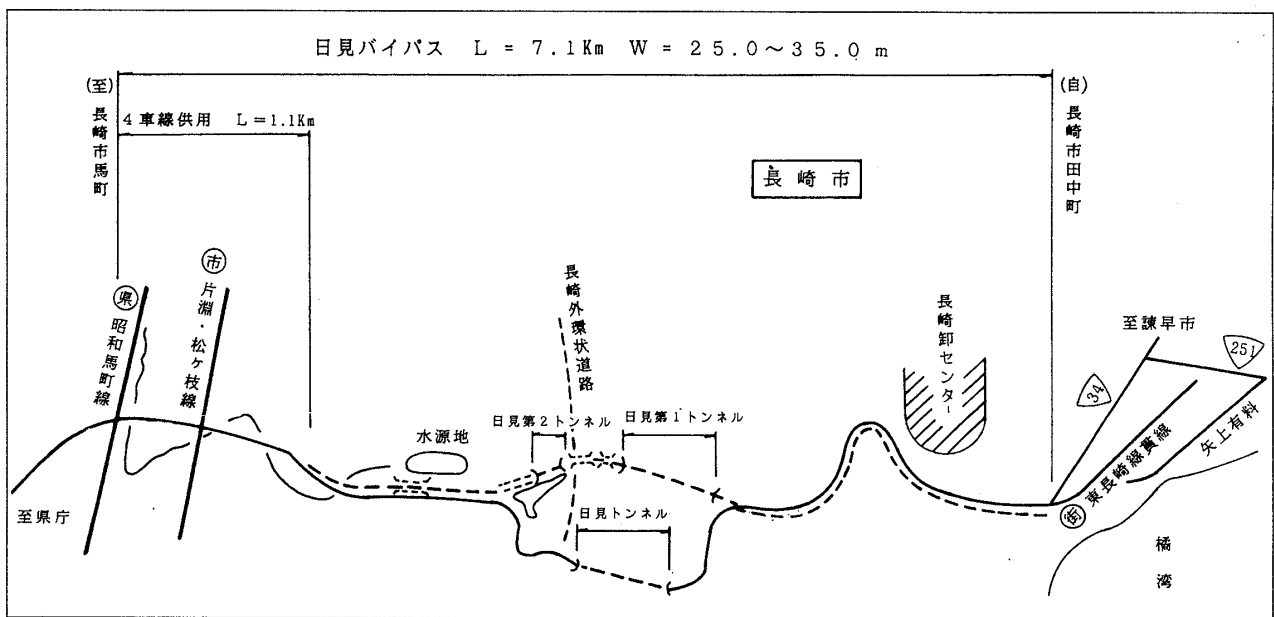 日見バイパス L = 7.1Km W = 25.0～35.0 m
(至)
長崎市馬町
(自)
長崎市田中町
4車線供用 L=1.1Km
長崎市
県
昭和馬町線
市
片淵・松ケ枝線
長崎外環状道路
長崎卸センター
至諫早市
34
251
日見第2トンネル
日見第1トンネル
水源地
日見トンネル
至県庁
街
東長崎縦貫線
矢上有料
橘湾